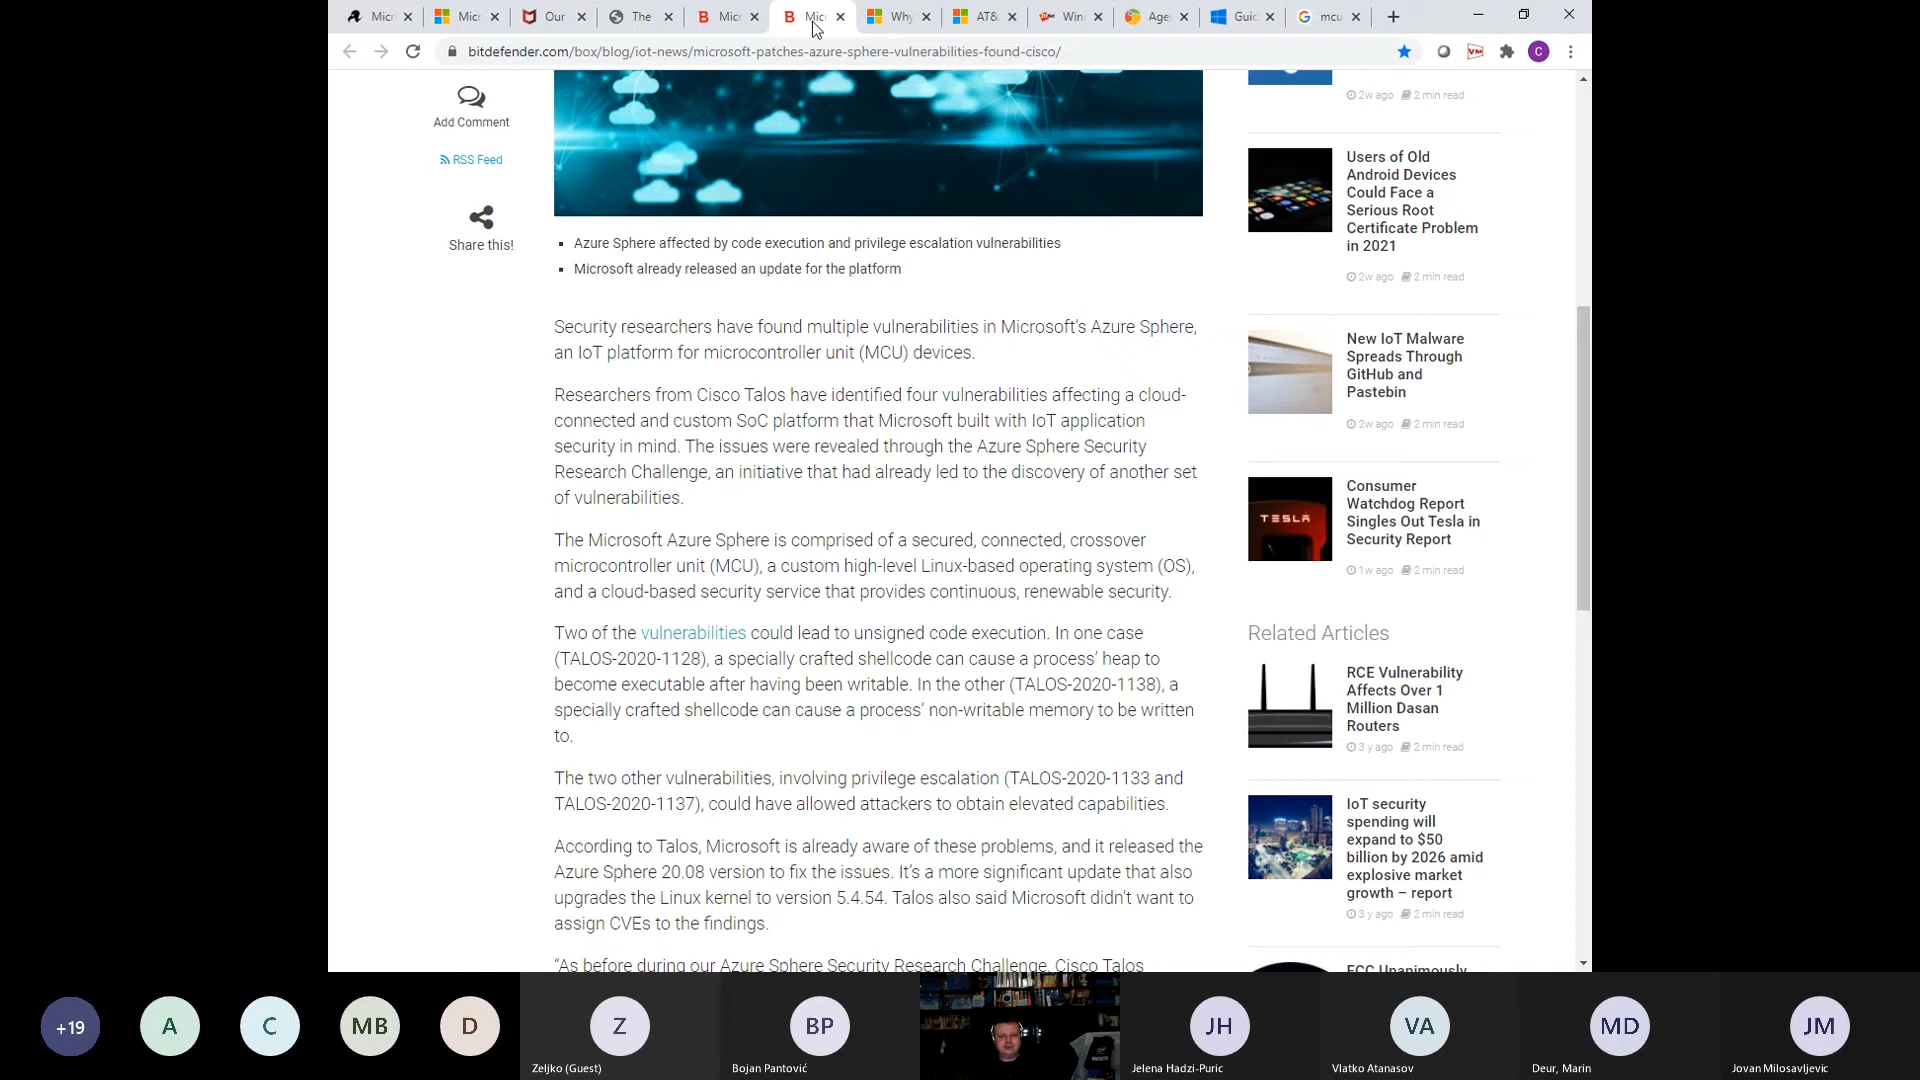 Micr
Micr
Our
The
Micr
Micr
Why
AT&
Win
Age
Guid
mcu
bitdefender.com/box/blog/iot-news/microsoft-patches-azure-sphere-vulnerabilities-found-cisco/
VM
C
Add Comment
RSS Feed
Share this!
Azure Sphere affected by code execution and privilege escalation vulnerabilities
Microsoft already released an update for the platform
Security researchers have found multiple vulnerabilities in Microsoft's Azure Sphere,
an IoT platform for microcontroller unit (MCU) devices.
Researchers from Cisco Talos have identified four vulnerabilities affecting a cloud-
connected and custom SoC platform that Microsoft built with IoT application
security in mind. The issues were revealed through the Azure Sphere Security
Research Challenge, an initiative that had already led to the discovery of another set
of vulnerabilities.
The Microsoft Azure Sphere is comprised of a secured, connected, crossover
microcontroller unit (MCU), a custom high-level Linux-based operating system (OS),
and a cloud-based security service that provides continuous, renewable security.
Two of the vulnerabilities could lead to unsigned code execution. In one case
(TALOS-2020-1128), a specially crafted shellcode can cause a process' heap to
become executable after having been writable. In the other (TALOS-2020-1138), a
specially crafted shellcode can cause a process' non-writable memory to be written
to.
The two other vulnerabilities, involving privilege escalation (TALOS-2020-1133 and
TALOS-2020-1137), could have allowed attackers to obtain elevated capabilities.
According to Talos, Microsoft is already aware of these problems, and it released the
Azure Sphere 20.08 version to fix the issues. It's a more significant update that also
upgrades the Linux kernel to version 5.4.54. Talos also said Microsoft didn't want to
assign CVEs to the findings.
“As before during our Azure Sphere Security Research Challenge, Cisco Talos
2w ago 2 min read
Users of Old
Android Devices
Could Face a
Serious Root
Certificate Problem
in 2021
2w ago 2 min read
New IoT Malware
Spreads Through
GitHub and
Pastebin
2w ago 2 min read
TESLA
Consumer
Watchdog Report
Singles Out Tesla in
Security Report
1w ago 2 min read
Related Articles
RCE Vulnerability
Affects Over 1
Million Dasan
Routers
3 y ago 2 min read
IoT security
spending will
expand to $50
billion by 2026 amid
explosive market
growth – report
3 y ago 2 min read
FCC Unanimously
+19
A
C
MB
D
Z
Zeljko (Guest)
BP
Bojan Pantović
JH
Jelena Hadzi-Puric
VA
Vlatko Atanasov
MD
Deur, Marin
JM
Jovan Milosavljevic